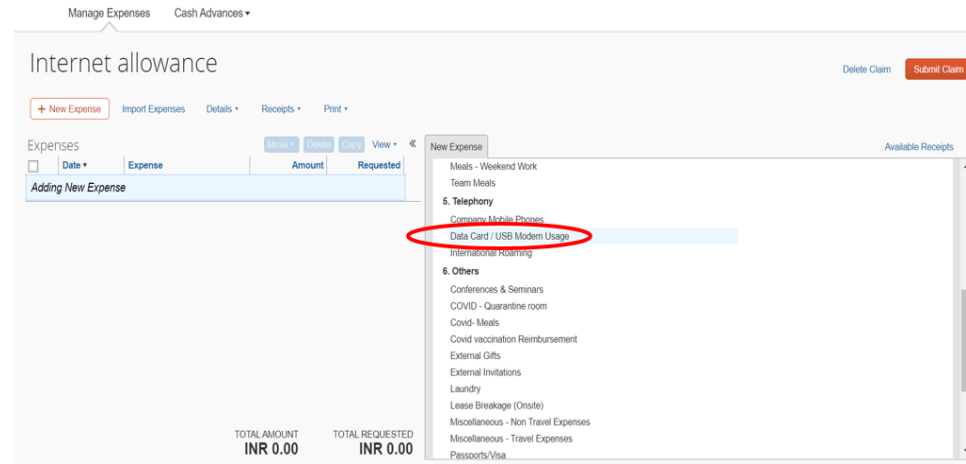 Manage Expenses Cash Advances ▾
Internet allowance
Delete Claim Submit Claim
+ New Expense Import Expenses Details ▾ Receipts ▾ Print ▾
Expenses Move ▾ Delete Copy View ▾ «
Date ▾ Expense Amount Requested
Adding New Expense
TOTAL AMOUNT TOTAL REQUESTED
INR 0.00 INR 0.00
New Expense Available Receipts
Meals - Weekend Work
Team Meals
5. Telephony
Company Mobile Phones
Data Card / USB Modem Usage
International Roaming
6. Others
Conferences & Seminars
COVID - Quarantine room
Covid- Meals
Covid vaccination Reimbursement
External Gifts
External Invitations
Laundry
Lease Breakage (Onsite)
Miscellaneous - Non Travel Expenses
Miscellaneous - Travel Expenses
Passports/Visa